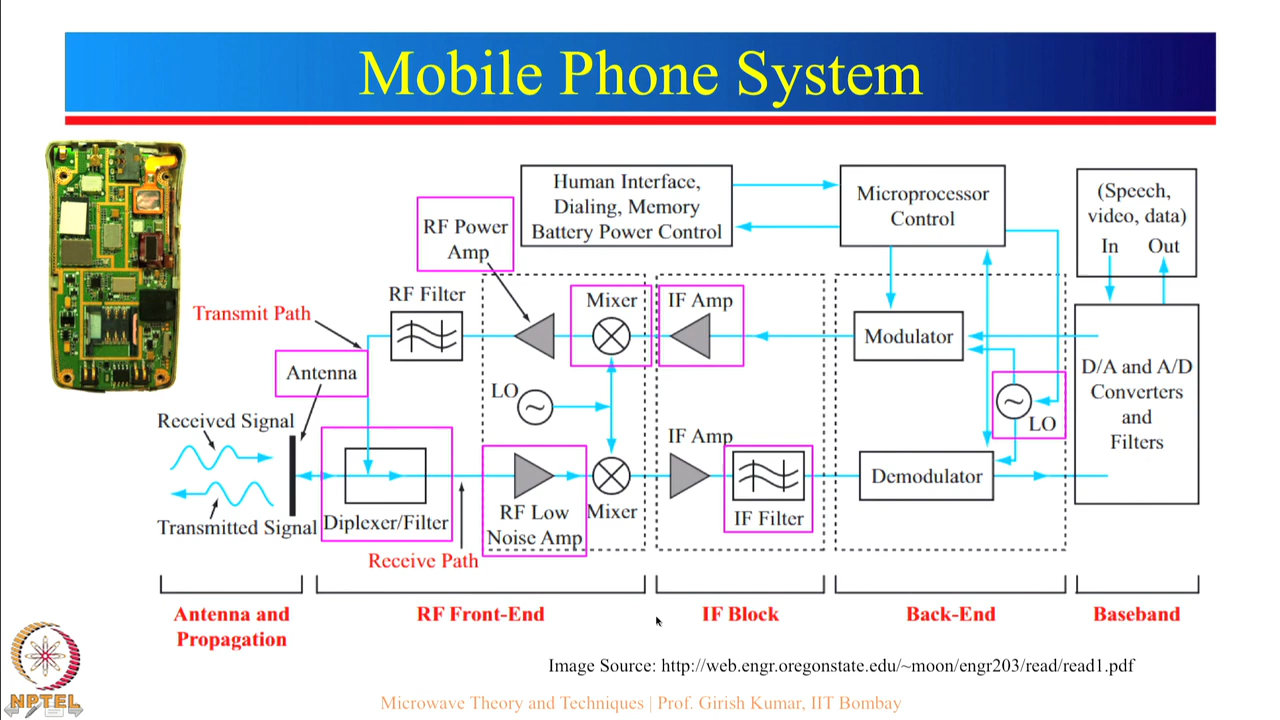 Mobile Phone System
Human Interface,
Dialing, Memory
Battery Power Control
Microprocessor
Control
(Speech,
video, data)
In
Out
RF Power
Amp
RF Filter
Mixer
IF Amp
Transmit Path
Modulator
Antenna
LO
D/A and A/D
Converters
and
Filters
LO
Received Signal
IF Amp
Demodulator
Transmitted Signal
Diplexer/Filter
RF Low
Noise Amp
Mixer
IF Filter
Receive Path
Antenna and
Propagation
RF Front-End
IF Block
Back-End
Baseband
Image Source: http://web.engr.oregonstate.edu/~moon/engr203/read/read1.pdf
NPTEL
Microwave Theory and Techniques | Prof. Girish Kumar, IIT Bombay